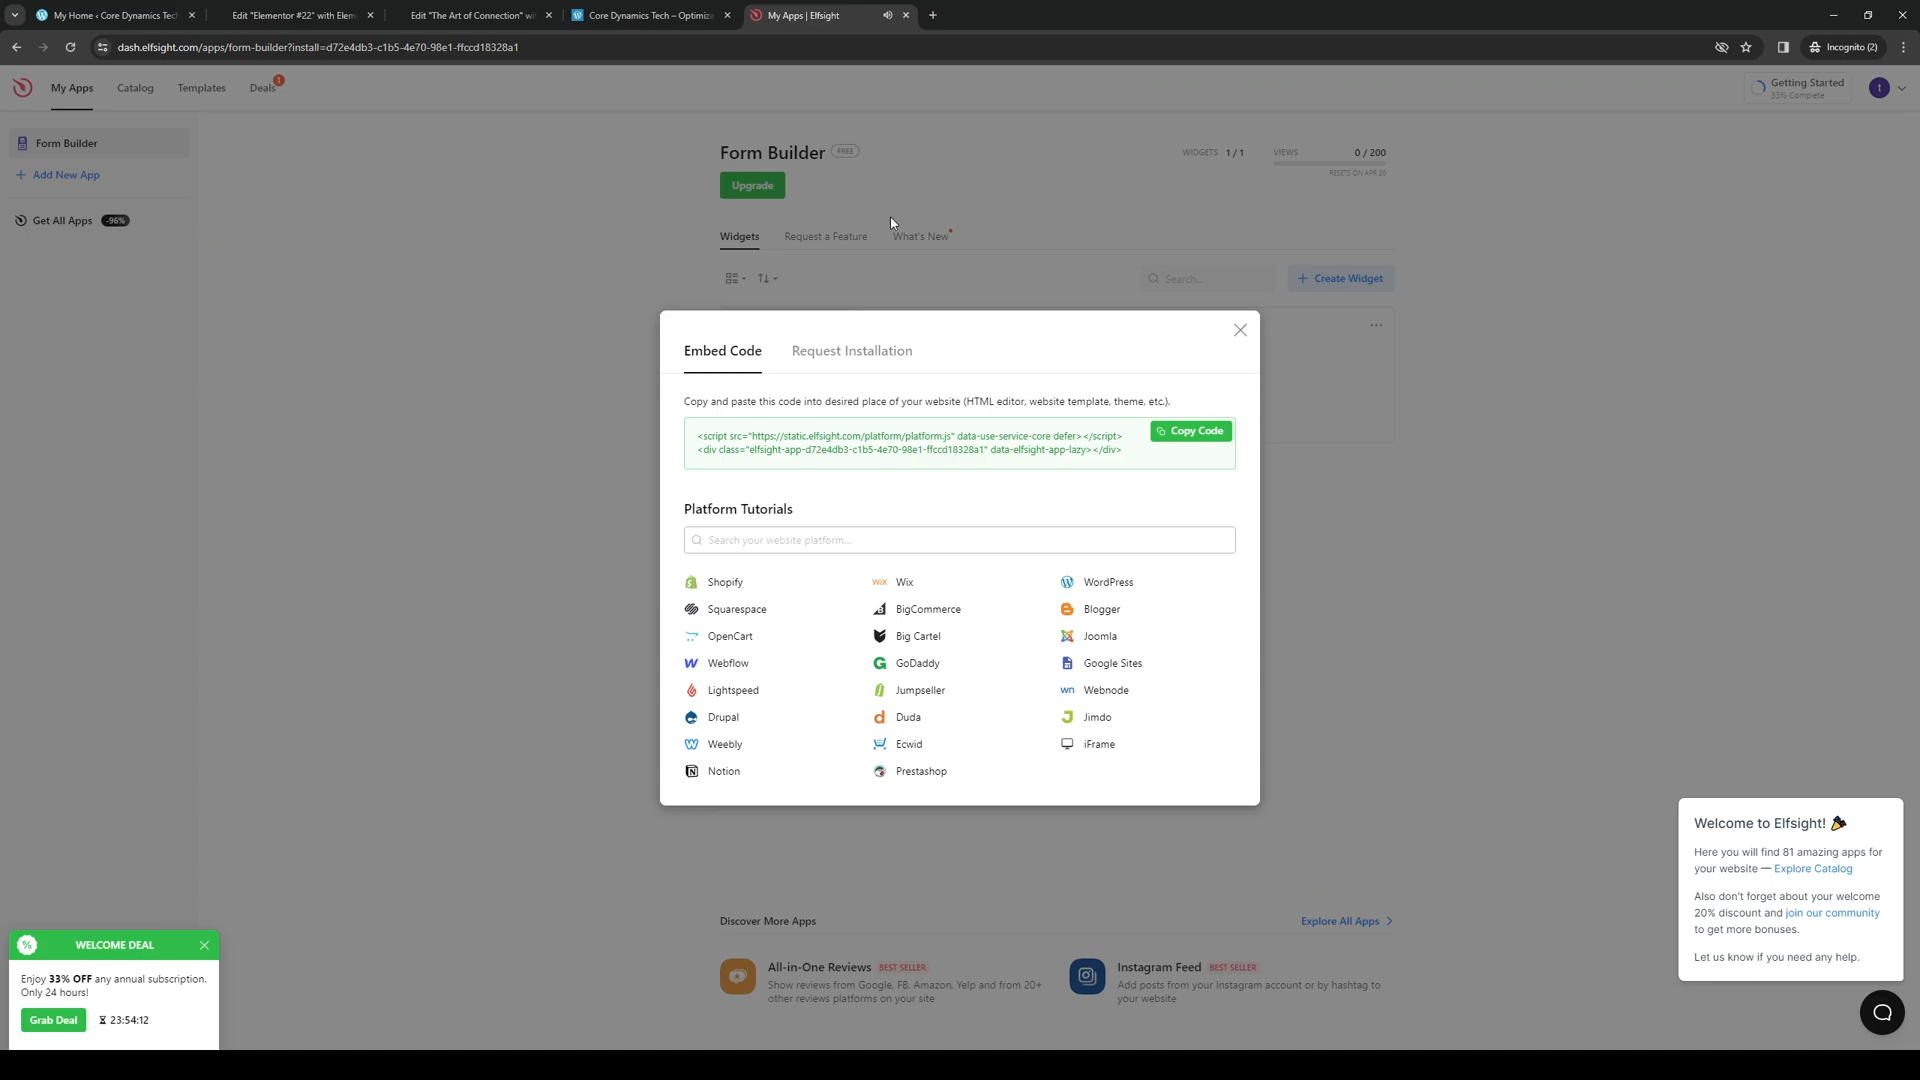 My Home ‹ Core Dynamics Tech
Edit "Elementor #22" with Elem
Edit "The Art of Connection" wi
Core Dynamics Tech – Optimiza
My Apps | Elfsight
dash.elfsight.com/apps/form-builder?install=d72e4db3-c1b5-4e70-98e1-ffccd18328a1
Incognito (2)
My Apps
Catalog
Templates
Deals
1
Getting Started
33% Complete
t
Form Builder
Add New App
Get All Apps -96%
Form Builder FREE
WIDGETS 1 / 1
VIEWS 0 / 200
RESETS ON APR 20
Upgrade
Widgets
Request a Feature
What's New
Search...
Create Widget
Embed Code
Request Installation
Copy and paste this code into desired place of your website (HTML editor, website template, theme, etc.).
<script src="https://static.elfsight.com/platform/platform.js" data-use-service-core defer></script>
<div class="elfsight-app-d72e4db3-c1b5-4e70-98e1-ffccd18328a1" data-elfsight-app-lazy></div>
Copy Code
Platform Tutorials
Search your website platform...
Shopify
Wix
WordPress
Squarespace
BigCommerce
Blogger
OpenCart
Big Cartel
Joomla
Webflow
GoDaddy
Google Sites
Lightspeed
Jumpseller
Webnode
Drupal
Duda
Jimdo
Weebly
Ecwid
iFrame
Notion
Prestashop
Discover More Apps
Explore All Apps
All-in-One Reviews BEST SELLER
Show reviews from Google, FB, Amazon, Yelp and from 20+
other reviews platforms on your site
Instagram Feed BEST SELLER
Add posts from your Instagram account or by hashtag to
your website
WELCOME DEAL
Enjoy 33% OFF any annual subscription.
Only 24 hours!
Grab Deal
23:54:12
Welcome to Elfsight!
Here you will find 81 amazing apps for
your website — Explore Catalog
Also don't forget about your welcome
20% discount and join our community
to get more bonuses.
Let us know if you need any help.